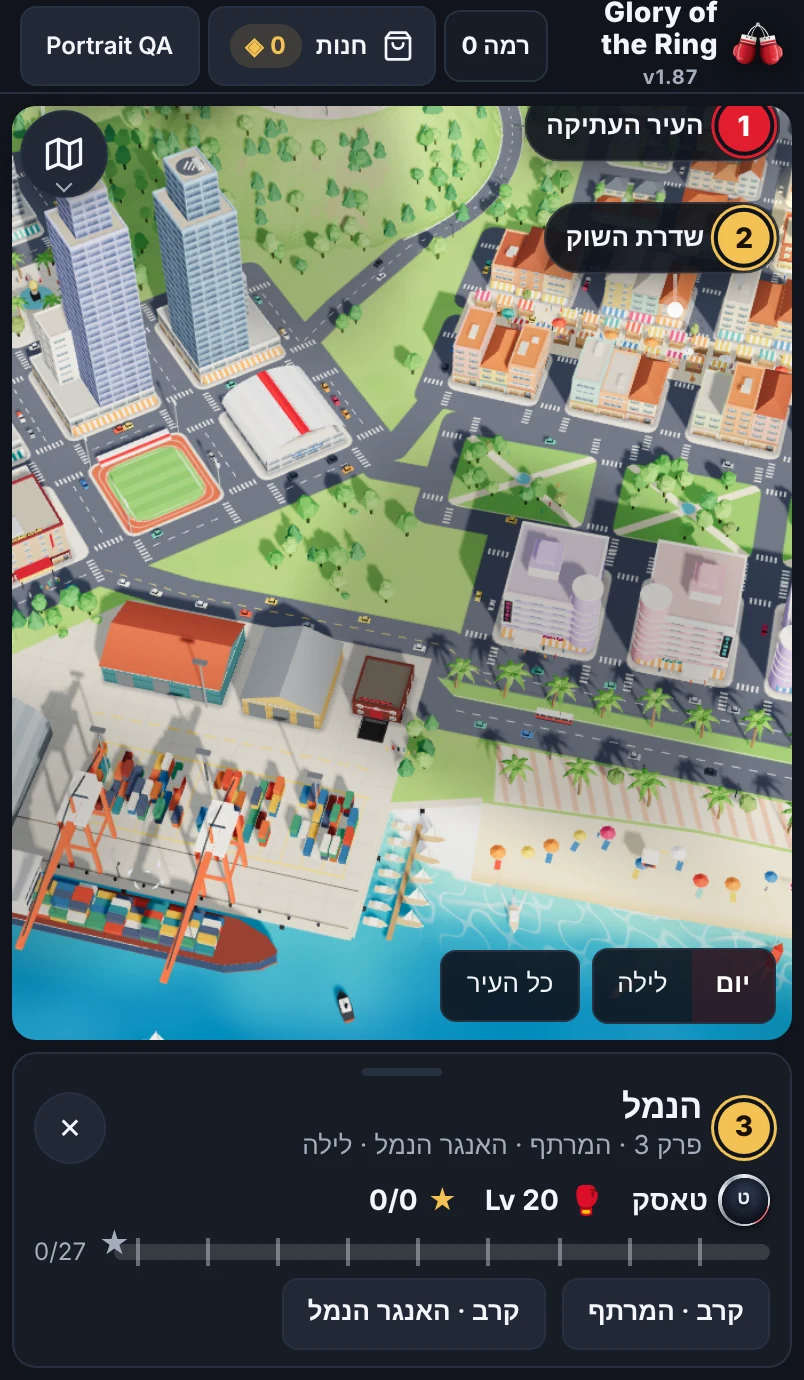 Glory of
the Ring
v1.87
רמה 0
חנות
0
Portrait QA
1
העיר העתיקה
2
שדרת השוק
יום
לילה
כל העיר
3
הנמל
פרק 3 · המרתף · האנגר הנמל · לילה
ט
טאסק
Lv 20
0/0
0/27
קרב · המרתף
קרב · האנגר הנמל